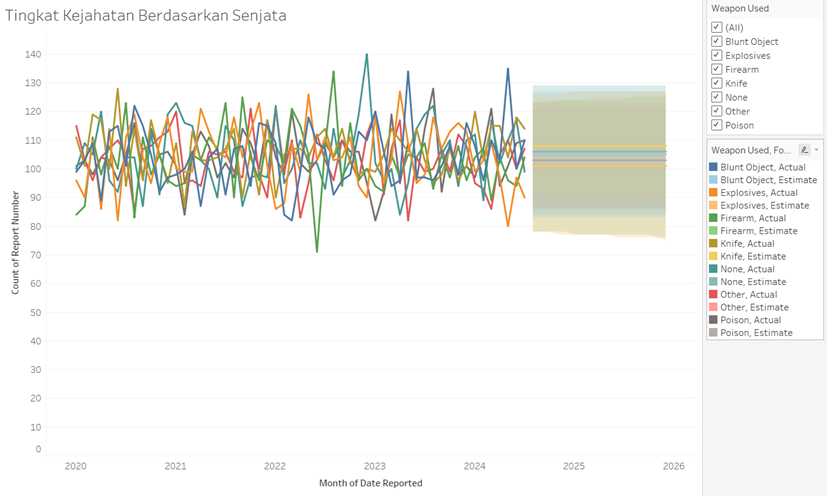 Tingkat Kejahatan Berdasarkan Senjata
140
130
120
110
100
90
80
70
60
50
40
30
20
10
0
Count of Report Number
2020
2021
2022
2023
2024
2025
2026
Month of Date Reported
Weapon Used
(All)
Blunt Object
Explosives
Firearm
Knife
None
Other
Poison
Weapon Used, Fo...
Blunt Object, Actual
Blunt Object, Estimate
Explosives, Actual
Explosives, Estimate
Firearm, Actual
Firearm, Estimate
Knife, Actual
Knife, Estimate
None, Actual
None, Estimate
Other, Actual
Other, Estimate
Poison, Actual
Poison, Estimate